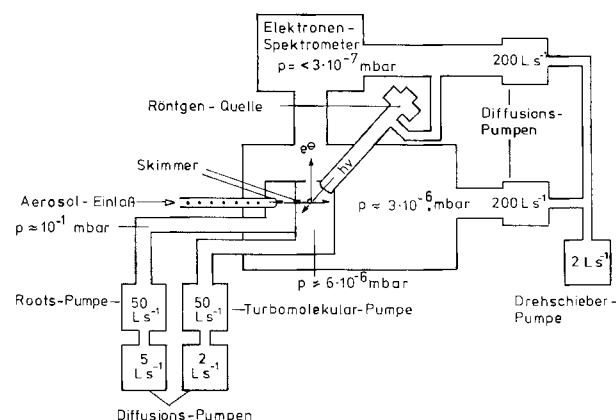 Elektronen-
Spektrometer
p = <3·10⁻⁷ mbar
200 L s⁻¹
Röntgen-Quelle
Diffusions-
Pumpen
e⊖
hν
Skimmer
Aerosol-Einlaß
p ≈ 10⁻¹ mbar
p ≈ 3·10⁻⁶ mbar
200 L s⁻¹
p ≈ 6·10⁻⁶ mbar
2 L s⁻¹
Roots-Pumpe
50
L s⁻¹
50
L s⁻¹
Turbomolekular-Pumpe
Drehschieber-
Pumpe
5
L s⁻¹
2
L s⁻¹
Diffusions-Pumpen